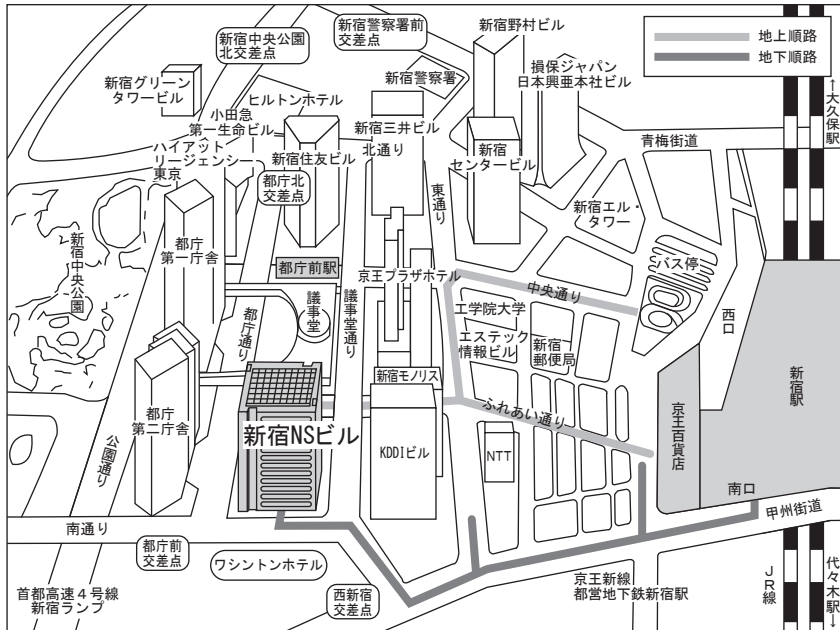 新宿中央公園
北交差点
新宿警察署前
交差点
新宿野村ビル
地上順路
地下順路
新宿グリーン
タワービル
新宿警察署
損保ジャパン
日本興亜本社ビル
↑大久保駅
ヒルトンホテル
小田急
第一生命ビル
新宿三井ビル
ハイアット
リージェンシー
東京
新宿住友ビル
北通り
新宿
センタービル
青梅街道
都庁北
交差点
東通り
新宿エル・
タワー
新宿中央公園
都庁
第一庁舎
都庁前駅
京王プラザホテル
バス停
中央通り
議事堂
議事堂通り
都庁通り
工学院大学
エステック
情報ビル
新宿
郵便局
西口
新宿駅
新宿モノリス
ふれあい通り
京王百貨店
都庁
第二庁舎
新宿NSビル
KDDIビル
NTT
公園通り
南口
甲州街道
南通り
都庁前
交差点
ワシントンホテル
西新宿
交差点
京王新線
都営地下鉄新宿駅
JR線
代々木駅↓
首都高速4号線
新宿ランプ